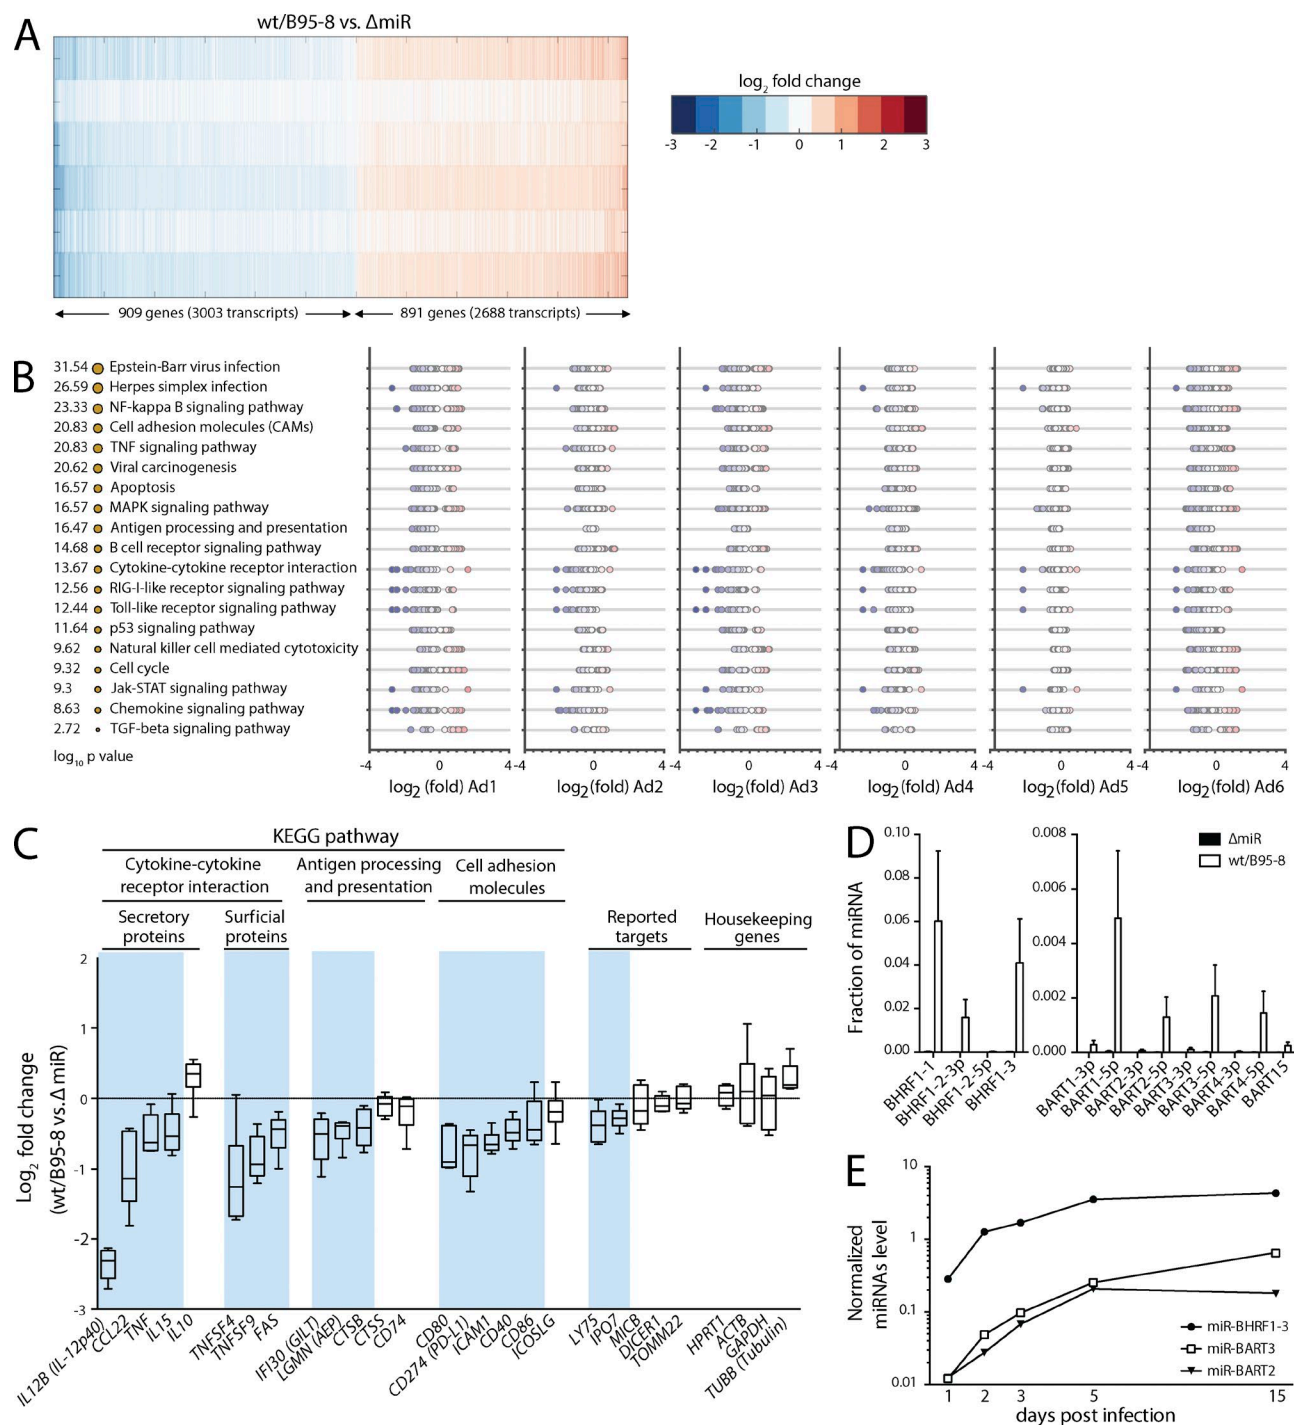 A
wt/B95-8 vs. ΔmiR
log2 fold change
-3 -2 -1 0 1 2 3
909 genes (3003 transcripts) 891 genes (2688 transcripts)
B
31.54 Epstein-Barr virus infection
26.59 Herpes simplex infection
23.33 NF-kappa B signaling pathway
20.83 Cell adhesion molecules (CAMs)
20.83 TNF signaling pathway
20.62 Viral carcinogenesis
16.57 Apoptosis
16.57 MAPK signaling pathway
16.47 Antigen processing and presentation
14.68 B cell receptor signaling pathway
13.67 Cytokine-cytokine receptor interaction
12.56 RIG-I-like receptor signaling pathway
12.44 Toll-like receptor signaling pathway
11.64 p53 signaling pathway
9.62 Natural killer cell mediated cytotoxicity
9.32 Cell cycle
9.3 Jak-STAT signaling pathway
8.63 Chemokine signaling pathway
2.72 TGF-beta signaling pathway
log10 p value
-4 0 4 -4 0 4 -4 0 4 -4 0 4 -4 0 4 -4 0 4
log2 (fold) Ad1 log2 (fold) Ad2 log2 (fold) Ad3 log2 (fold) Ad4 log2 (fold) Ad5 log2 (fold) Ad6
C
KEGG pathway
Cytokine-cytokine receptor interaction
Antigen processing and presentation
Cell adhesion molecules
Secretory proteins
Surficial proteins
Reported targets
Housekeeping genes
Log2 fold change
(wt/B95-8 vs. Δ miR)
2
1
0
-1
-2
-3
IL12B (IL-12p40)
CCL22
TNF
IL15
IL10
TNFSF4
TNFSF9
FAS
IFI30 (GILT)
LGMN (AEP)
CTSB
CTSS
CD74
CD80
CD274 (PD-L1)
ICAM1
CD40
CD86
ICOSLG
LY75
IPO7
MICB
DICER1
TOMM22
HPRT1
ACTB
GAPDH
TUBB (Tubulin)
D
Fraction of miRNA
0.10
0.08
0.06
0.04
0.02
0.00
BHRF1-1
BHRF1-2-3p
BHRF1-2-5p
BHRF1-3
0.008
0.006
0.004
0.002
0.000
ΔmiR
wt/B95-8
BART1-3p
BART1-5p
BART2-3p
BART2-5p
BART3-3p
BART3-5p
BART4-3p
BART4-5p
BART15
E
Normalized
miRNAs level
10
1
0.1
0.01
miR-BHRF1-3
miR-BART3
miR-BART2
1 2 3 5 15
days post infection